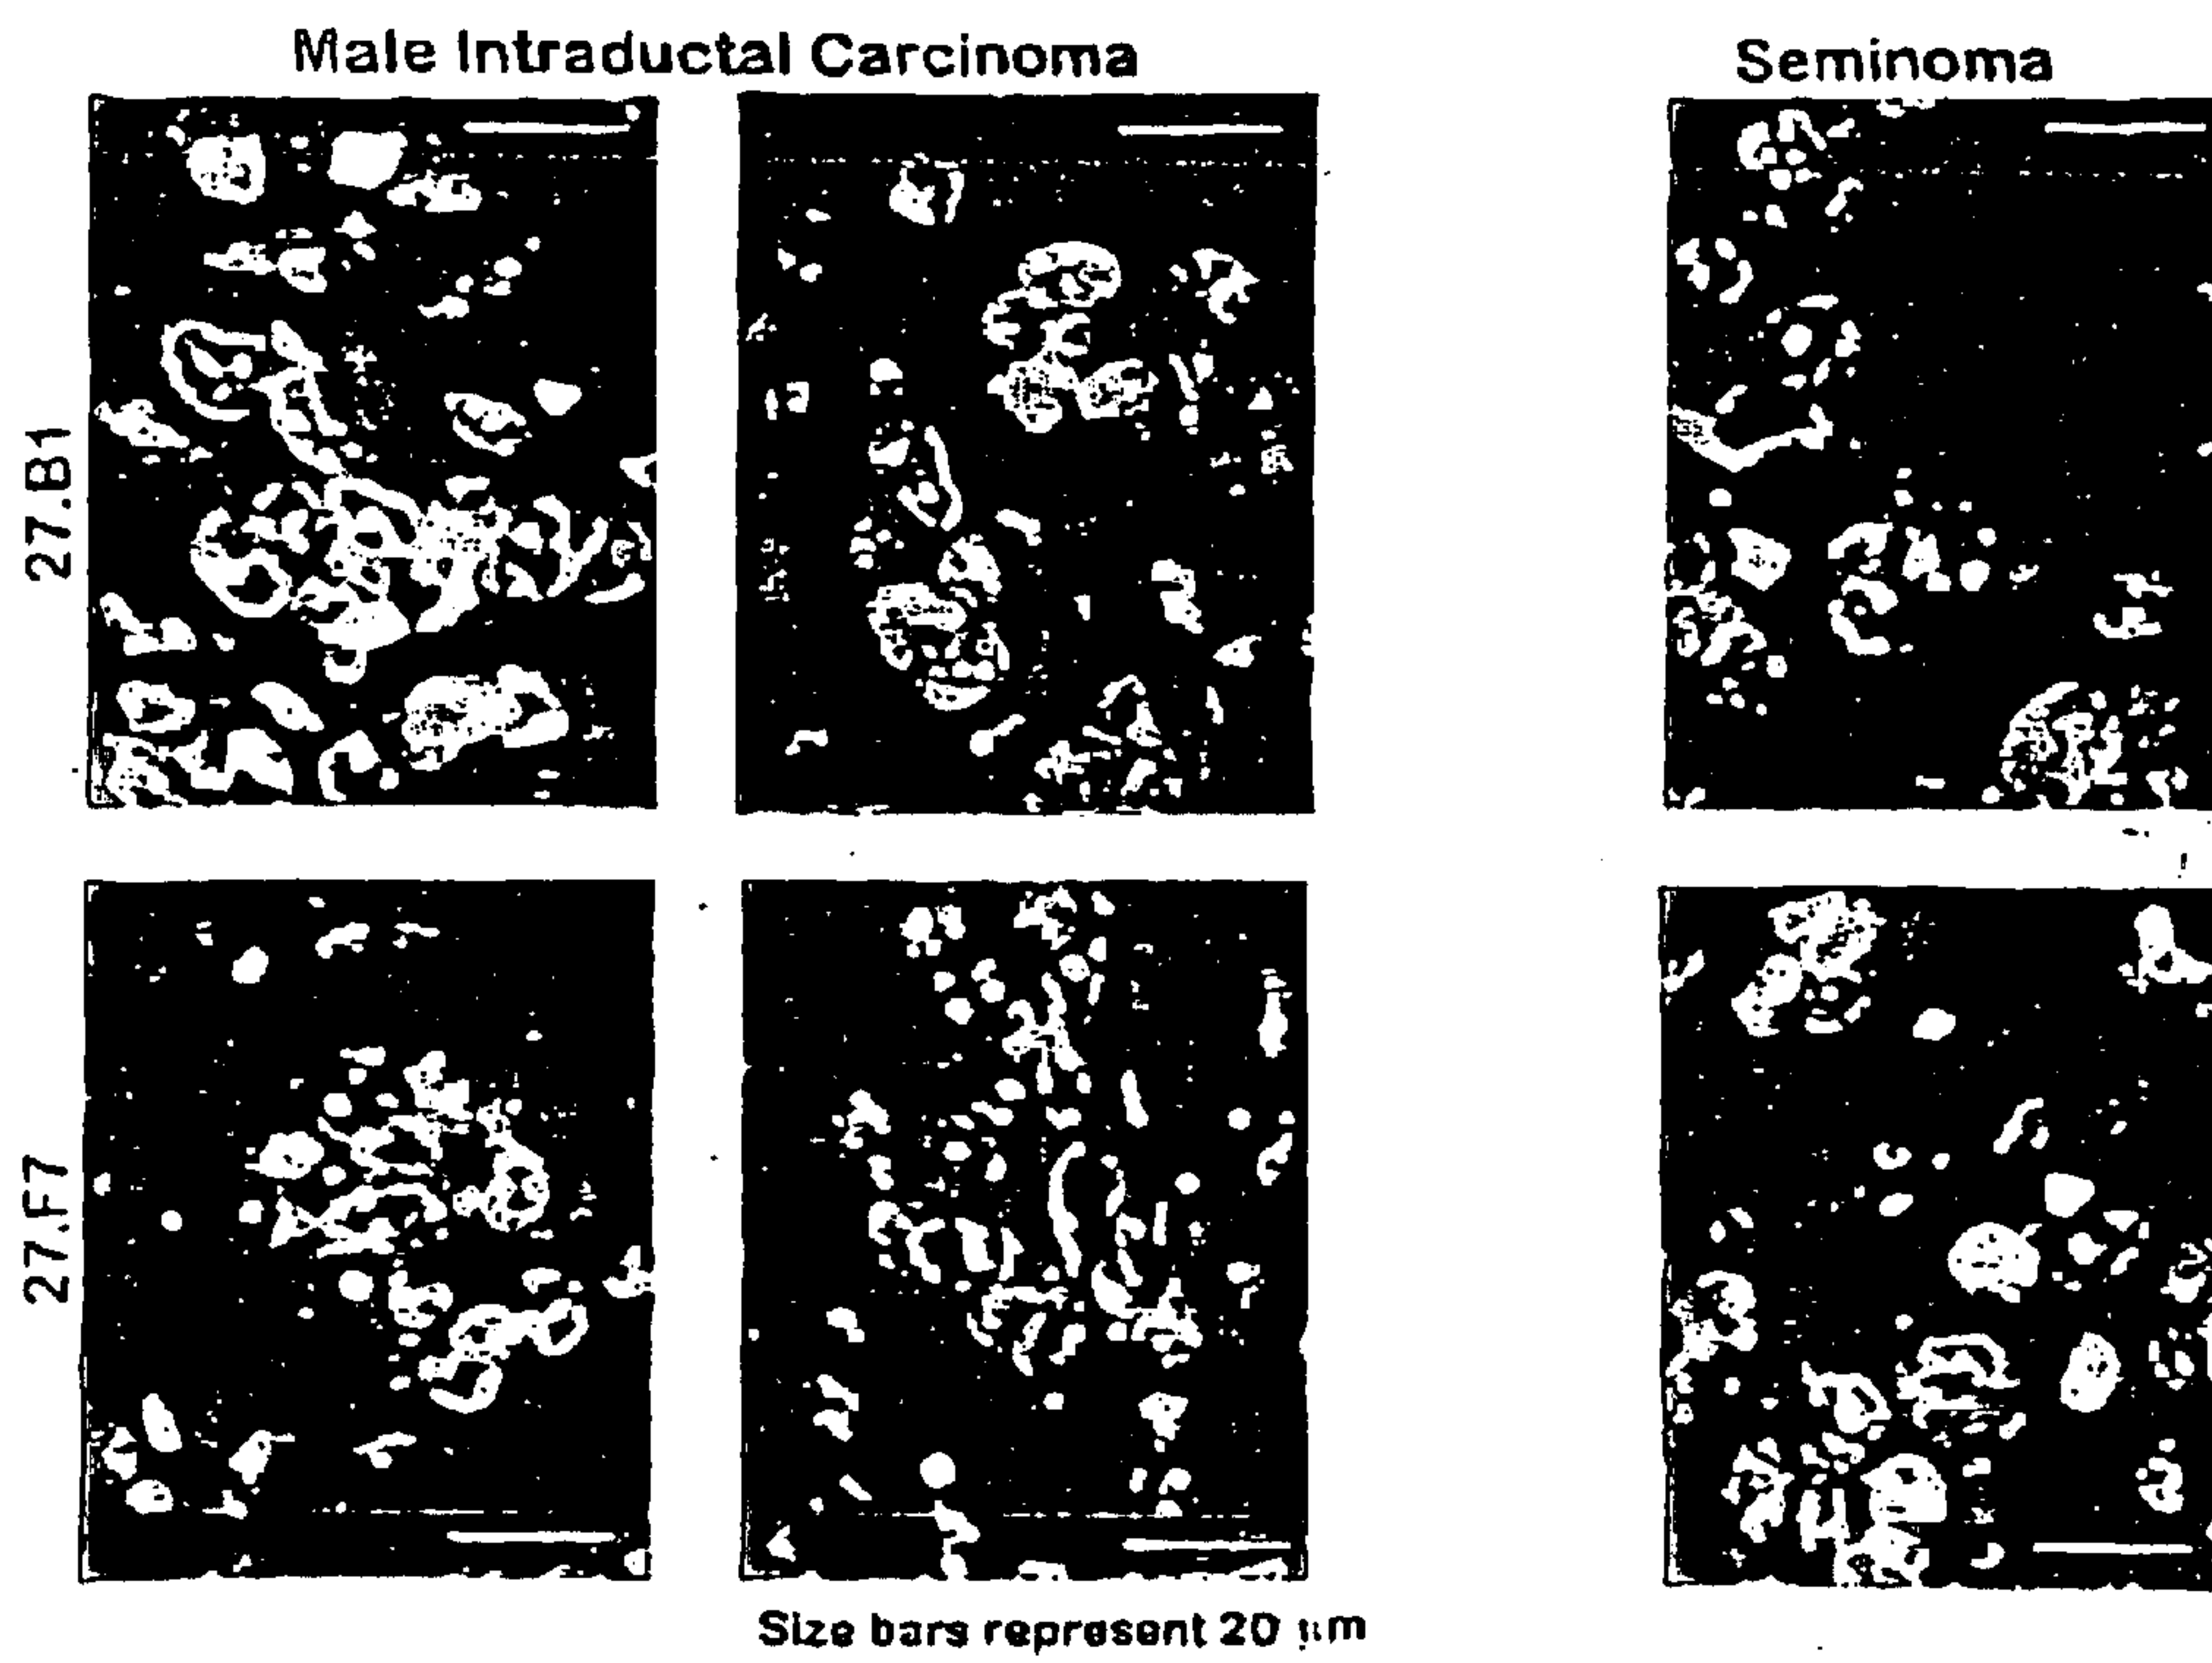 Male Intraductal Carcinoma
Seminoma
27.B1
27.F7
Size bars represent 20 µm